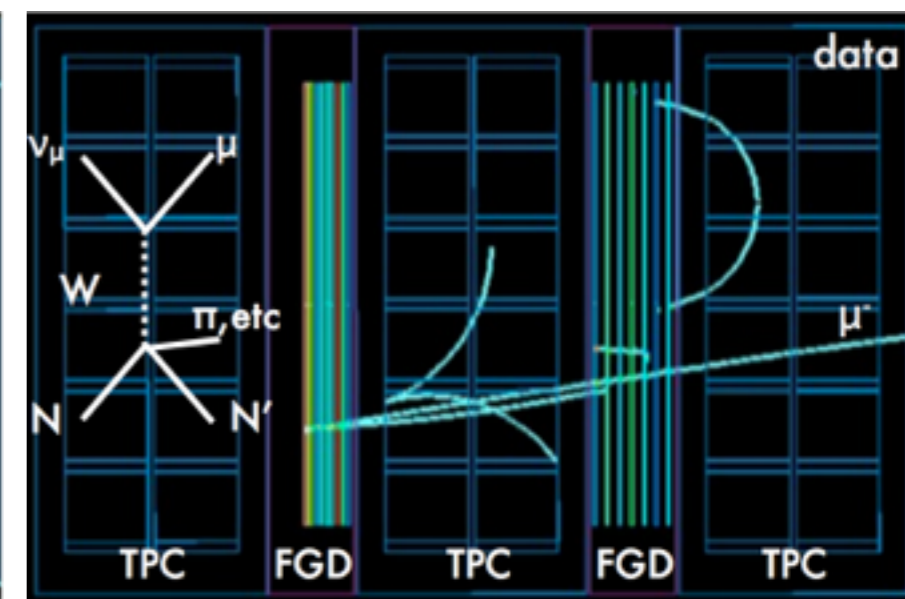 data
νμ μ
W
π, etc
μ-
N N′
TPC FGD TPC FGD TPC